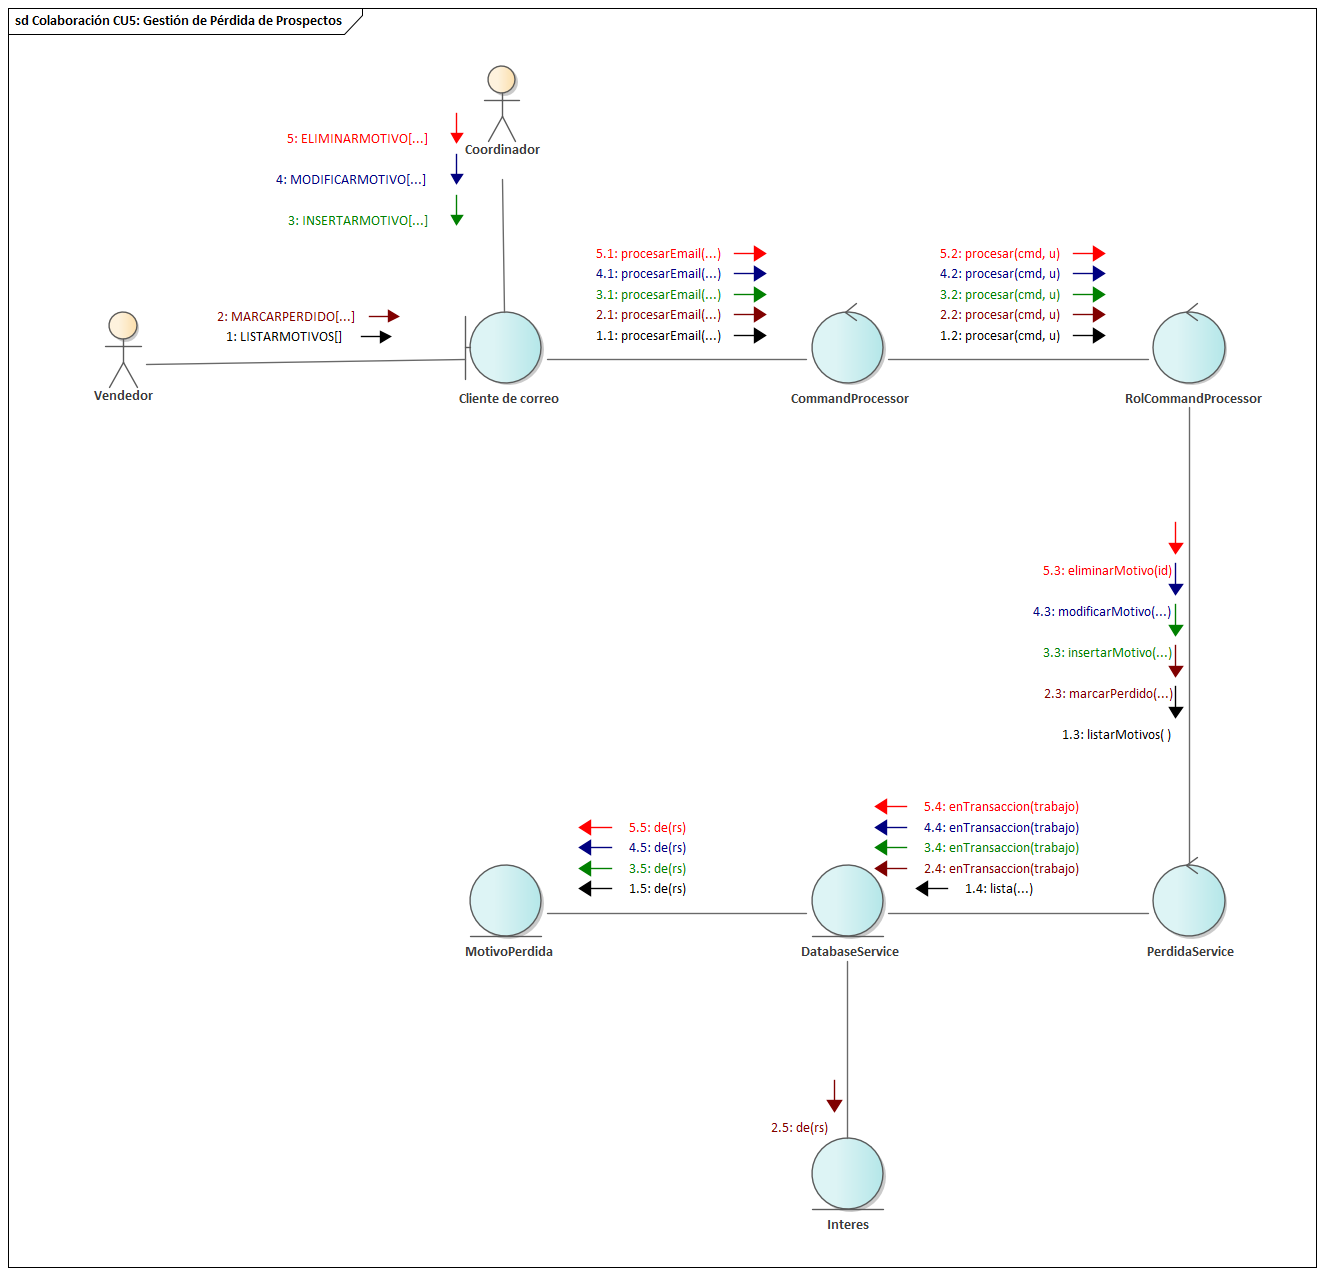 sd Colaboración CU5: Gestión de Pérdida de Prospectos
Coordinador
5: ELIMINARMOTIVO[...]
4: MODIFICARMOTIVO[...]
3: INSERTARMOTIVO[...]
2: MARCARPERDIDO[...]
1: LISTARMOTIVOS[]
Vendedor
Cliente de correo
5.1: procesarEmail(...)
4.1: procesarEmail(...)
3.1: procesarEmail(...)
2.1: procesarEmail(...)
1.1: procesarEmail(...)
CommandProcessor
5.2: procesar(cmd, u)
4.2: procesar(cmd, u)
3.2: procesar(cmd, u)
2.2: procesar(cmd, u)
1.2: procesar(cmd, u)
RolCommandProcessor
5.3: eliminarMotivo(id)
4.3: modificarMotivo(...)
3.3: insertarMotivo(...)
2.3: marcarPerdido(...)
1.3: listarMotivos( )
5.4: enTransaccion(trabajo)
4.4: enTransaccion(trabajo)
3.4: enTransaccion(trabajo)
2.4: enTransaccion(trabajo)
1.4: lista(...)
5.5: de(rs)
4.5: de(rs)
3.5: de(rs)
1.5: de(rs)
MotivoPerdida
DatabaseService
PerdidaService
2.5: de(rs)
Interes